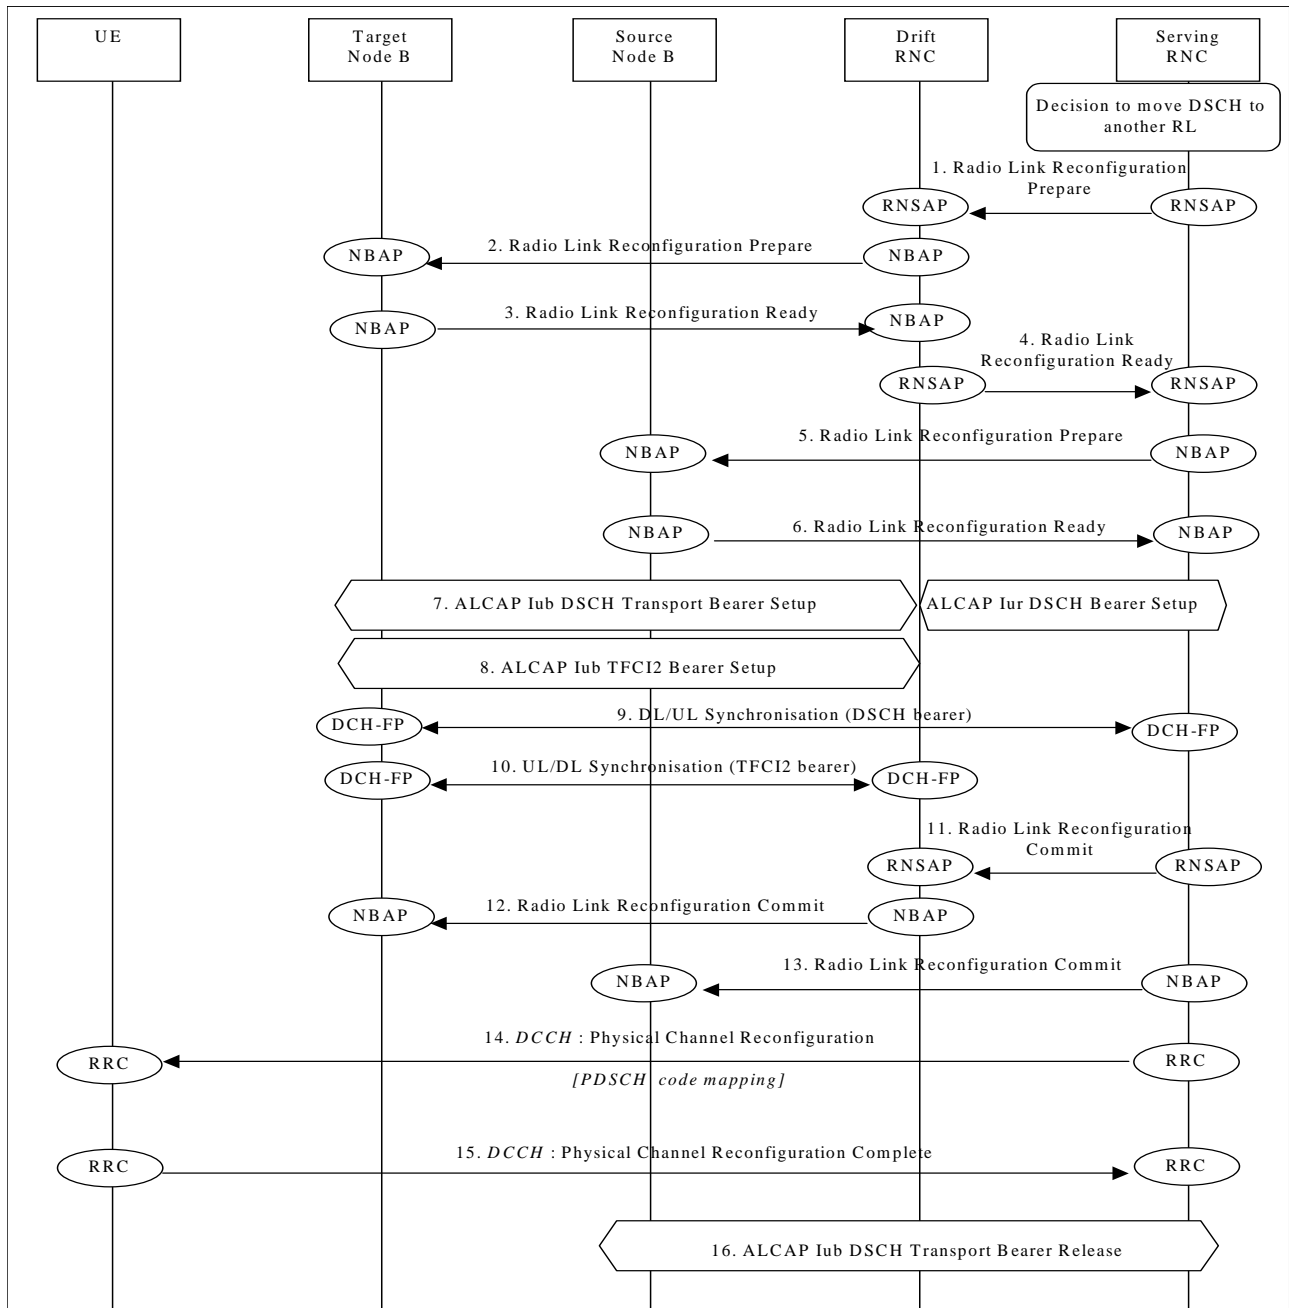 UE
Target
Node B
Source
Node B
Drift
RNC
Serving
RNC
Decision to move DSCH to
another RL
1. Radio Link Reconfiguration
Prepare
RNSAP
RNSAP
2. Radio Link Reconfiguration Prepare
NBAP
NBAP
3. Radio Link Reconfiguration Ready
NBAP
NBAP
4. Radio Link
Reconfiguration Ready
RNSAP
RNSAP
5. Radio Link Reconfiguration Prepare
NBAP
NBAP
6. Radio Link Reconfiguration Ready
NBAP
NBAP
7. ALCAP Iub DSCH Transport Bearer Setup
ALCAP Iur DSCH Bearer Setup
8. ALCAP Iub TFCI2 Bearer Setup
9. DL/UL Synchronisation (DSCH bearer)
DCH-FP
DCH-FP
10. UL/DL Synchronisation (TFCI2 bearer)
DCH-FP
DCH-FP
11. Radio Link Reconfiguration
Commit
RNSAP
RNSAP
12. Radio Link Reconfiguration Commit
NBAP
NBAP
13. Radio Link Reconfiguration Commit
NBAP
NBAP
14. DCCH : Physical Channel Reconfiguration
RRC
RRC
[PDSCH code mapping]
15. DCCH : Physical Channel Reconfiguration Complete
RRC
RRC
16. ALCAP Iub DSCH Transport Bearer Release